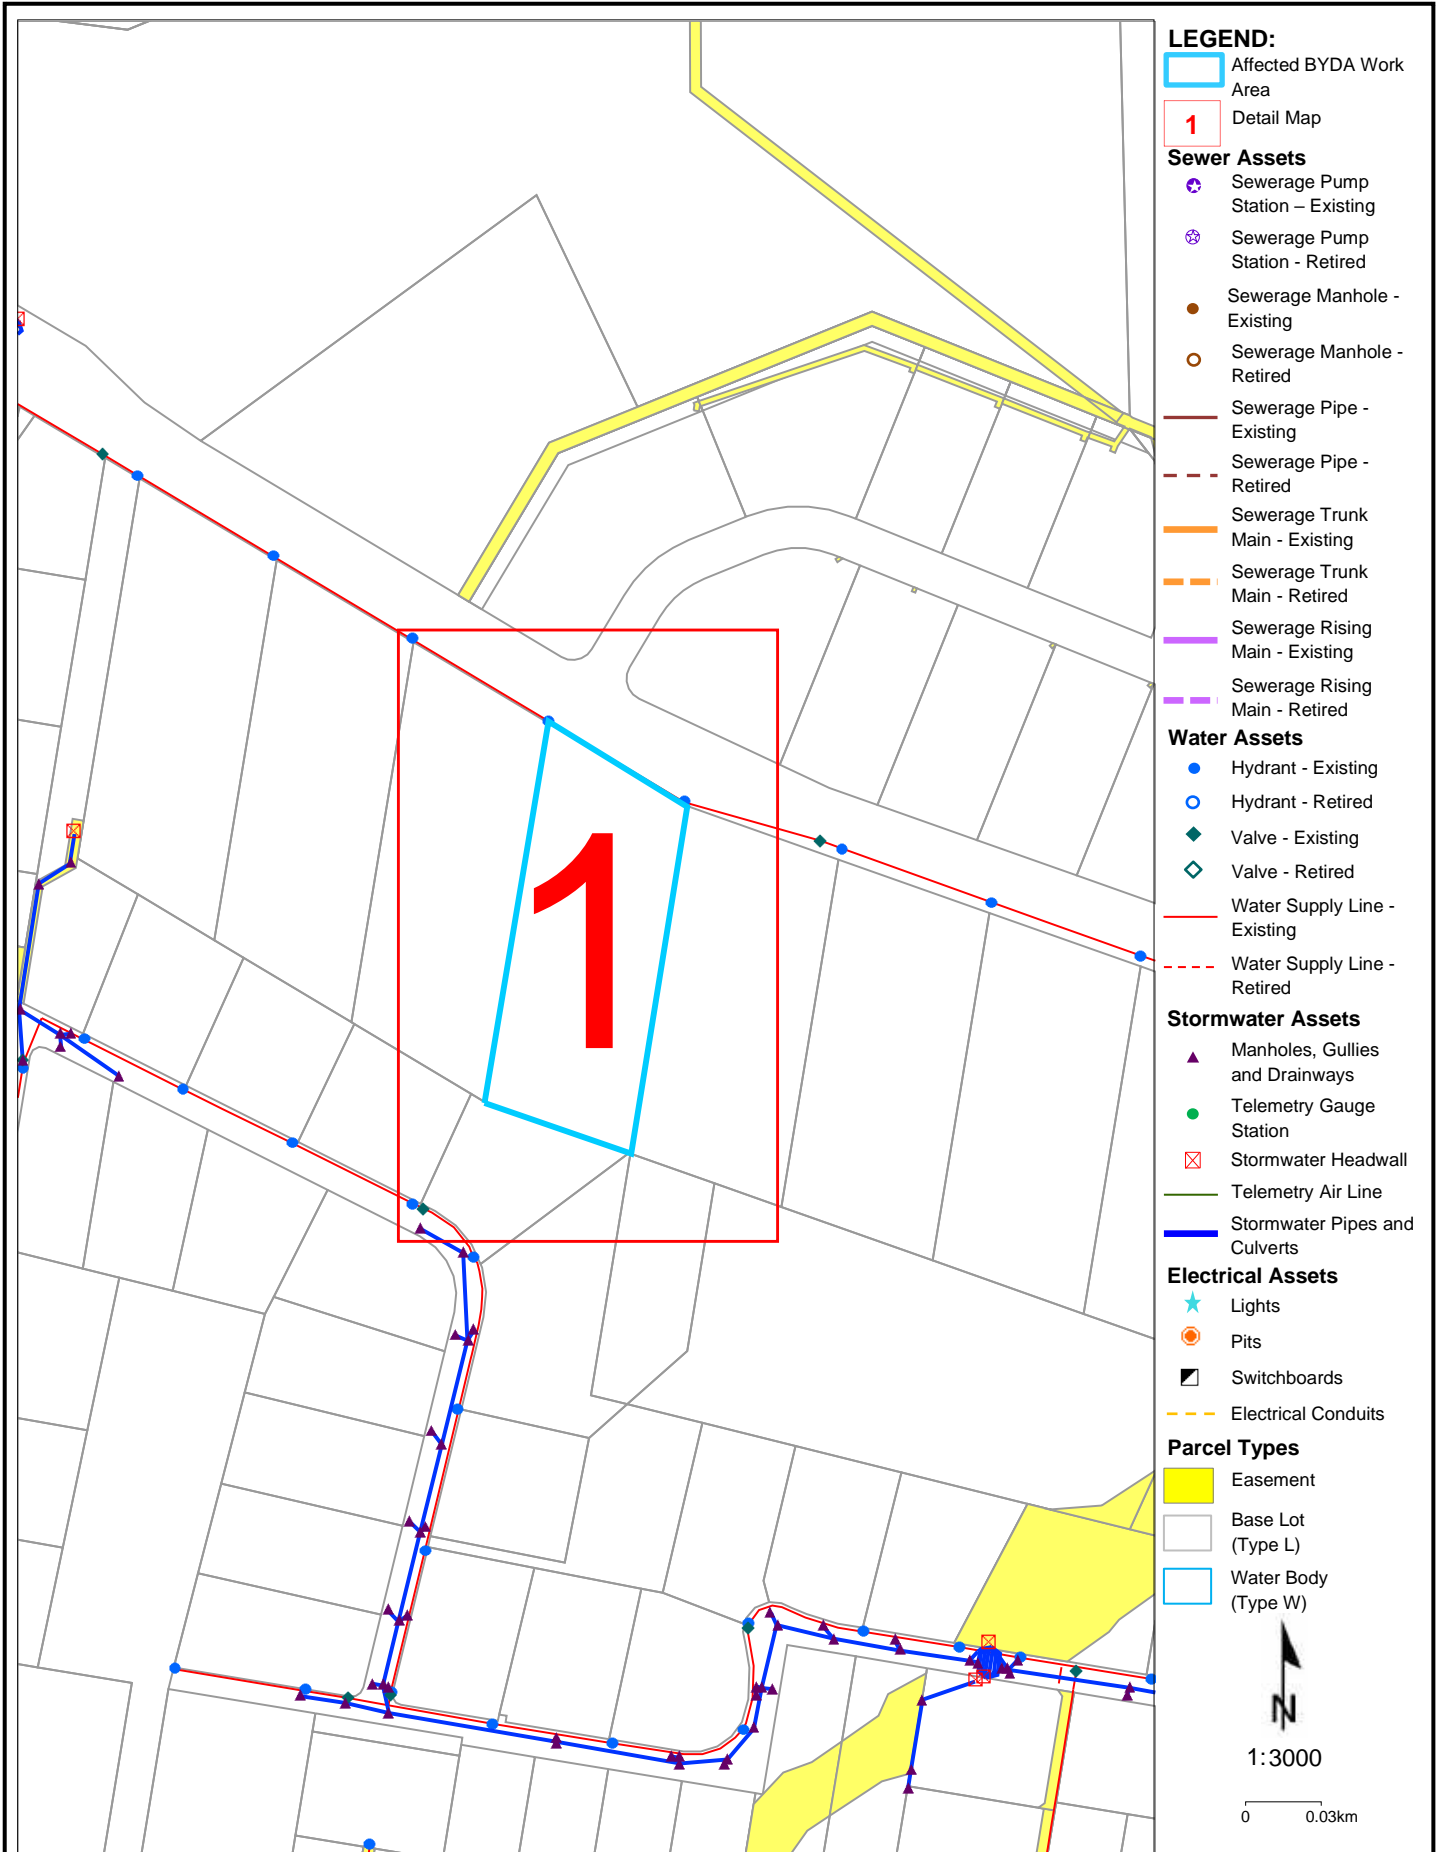 LEGEND:
Affected BYDA Work
Area
1
Detail Map
Sewer Assets
Sewerage Pump
Station – Existing
Sewerage Pump
Station - Retired
Sewerage Manhole -
Existing
Sewerage Manhole -
Retired
Sewerage Pipe -
Existing
Sewerage Pipe -
Retired
Sewerage Trunk
Main - Existing
Sewerage Trunk
Main - Retired
Sewerage Rising
Main - Existing
Sewerage Rising
Main - Retired
Water Assets
Hydrant - Existing
Hydrant - Retired
Valve - Existing
Valve - Retired
Water Supply Line -
Existing
Water Supply Line -
Retired
Stormwater Assets
Manholes, Gullies
and Drainways
Telemetry Gauge
Station
Stormwater Headwall
Telemetry Air Line
Stormwater Pipes and
Culverts
Electrical Assets
Lights
Pits
Switchboards
Electrical Conduits
Parcel Types
Easement
Base Lot
(Type L)
Water Body
(Type W)
N
1:3000
0 0.03km
1